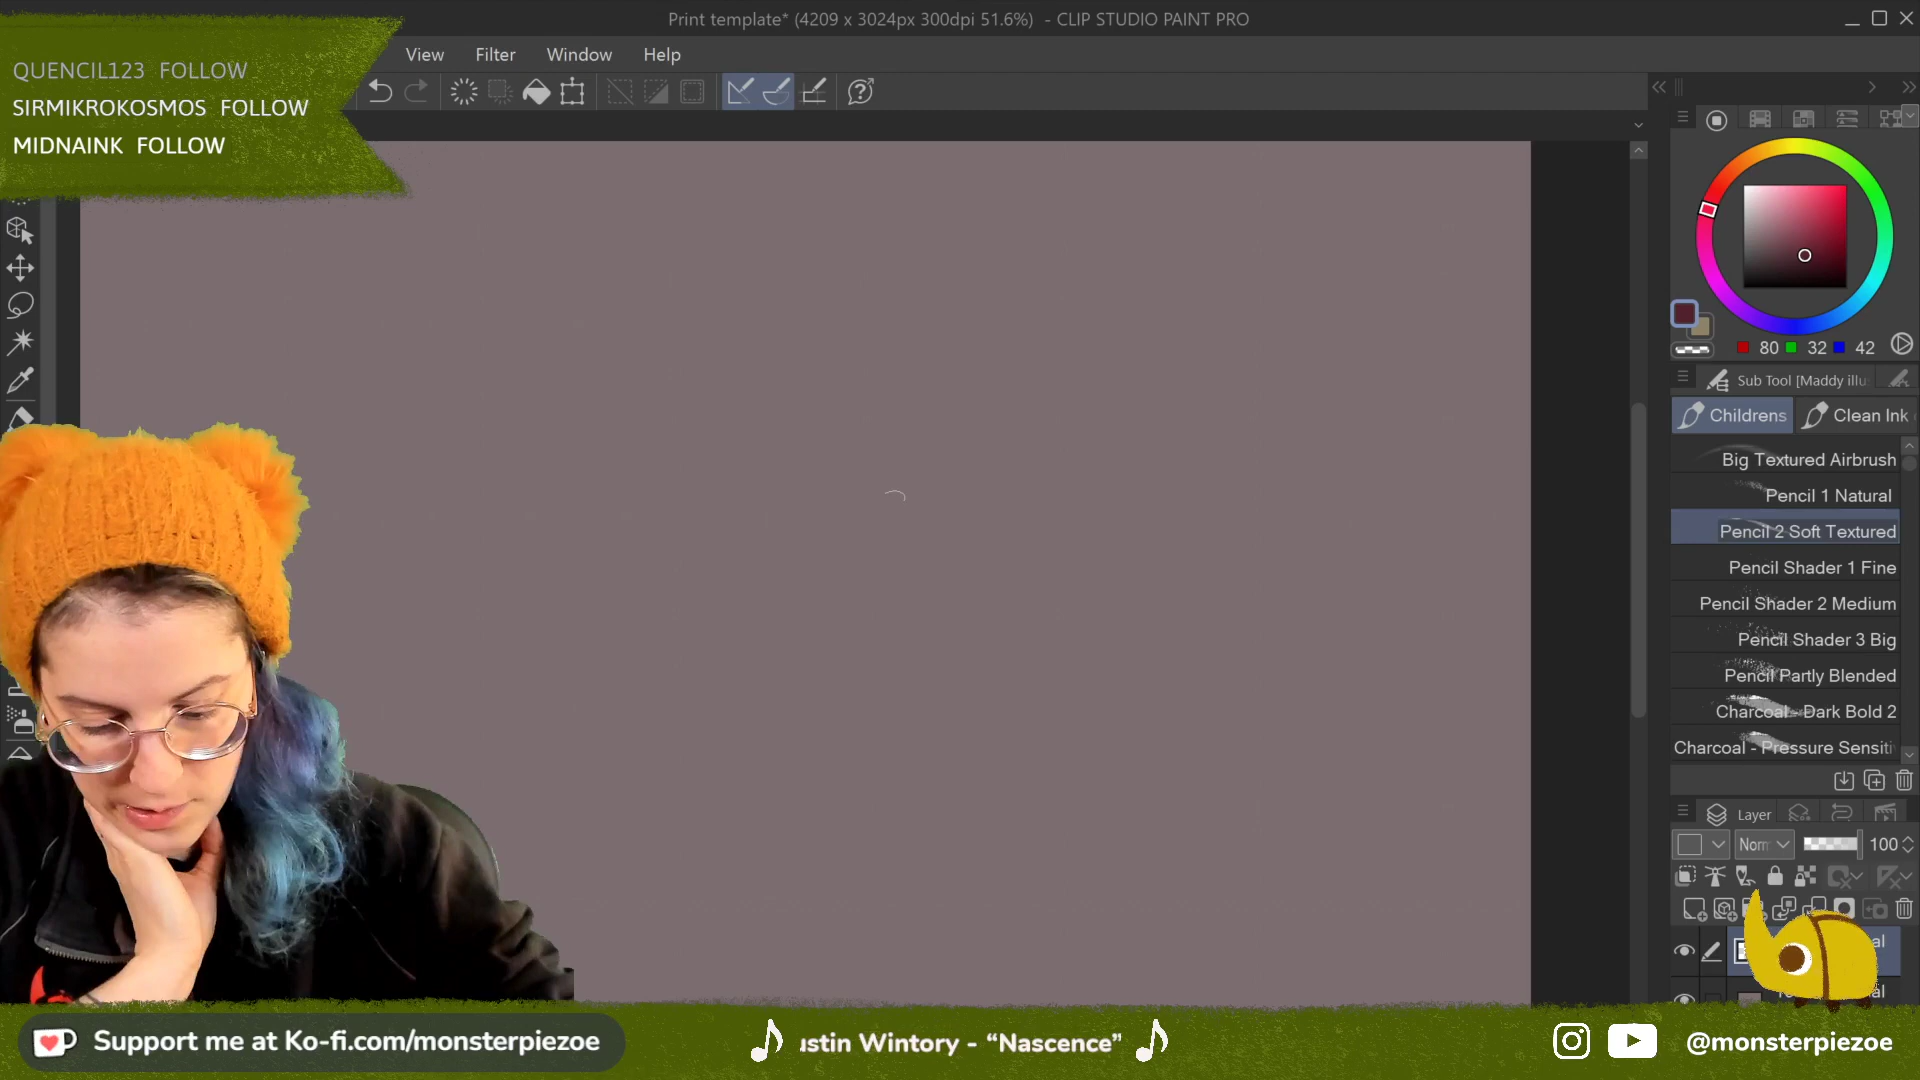 Print template* (4209 x 3024px 300dpi 51.6%)  - CLIP STUDIO PAINT PRO
View Filter Window Help
QUENCIL123 FOLLOW
SIRMIKROKOSMOS FOLLOW
MIDNAINK FOLLOW
80 32 42
Sub Tool [Maddy illu
Childrens Clean Ink
Big Textured Airbrush
Pencil 1 Natural
Pencil 2 Soft Textured
Pencil Shader 1 Fine
Pencil Shader 2 Medium
Pencil Shader 3 Big
Pencil Partly Blended
Charcoal - Dark Bold 2
Charcoal - Pressure Sensiti
Layer
Norm 100
al
al
Support me at Ko-fi.com/monsterpiezoe
ustin Wintory - “Nascence”
@monsterpiezoe